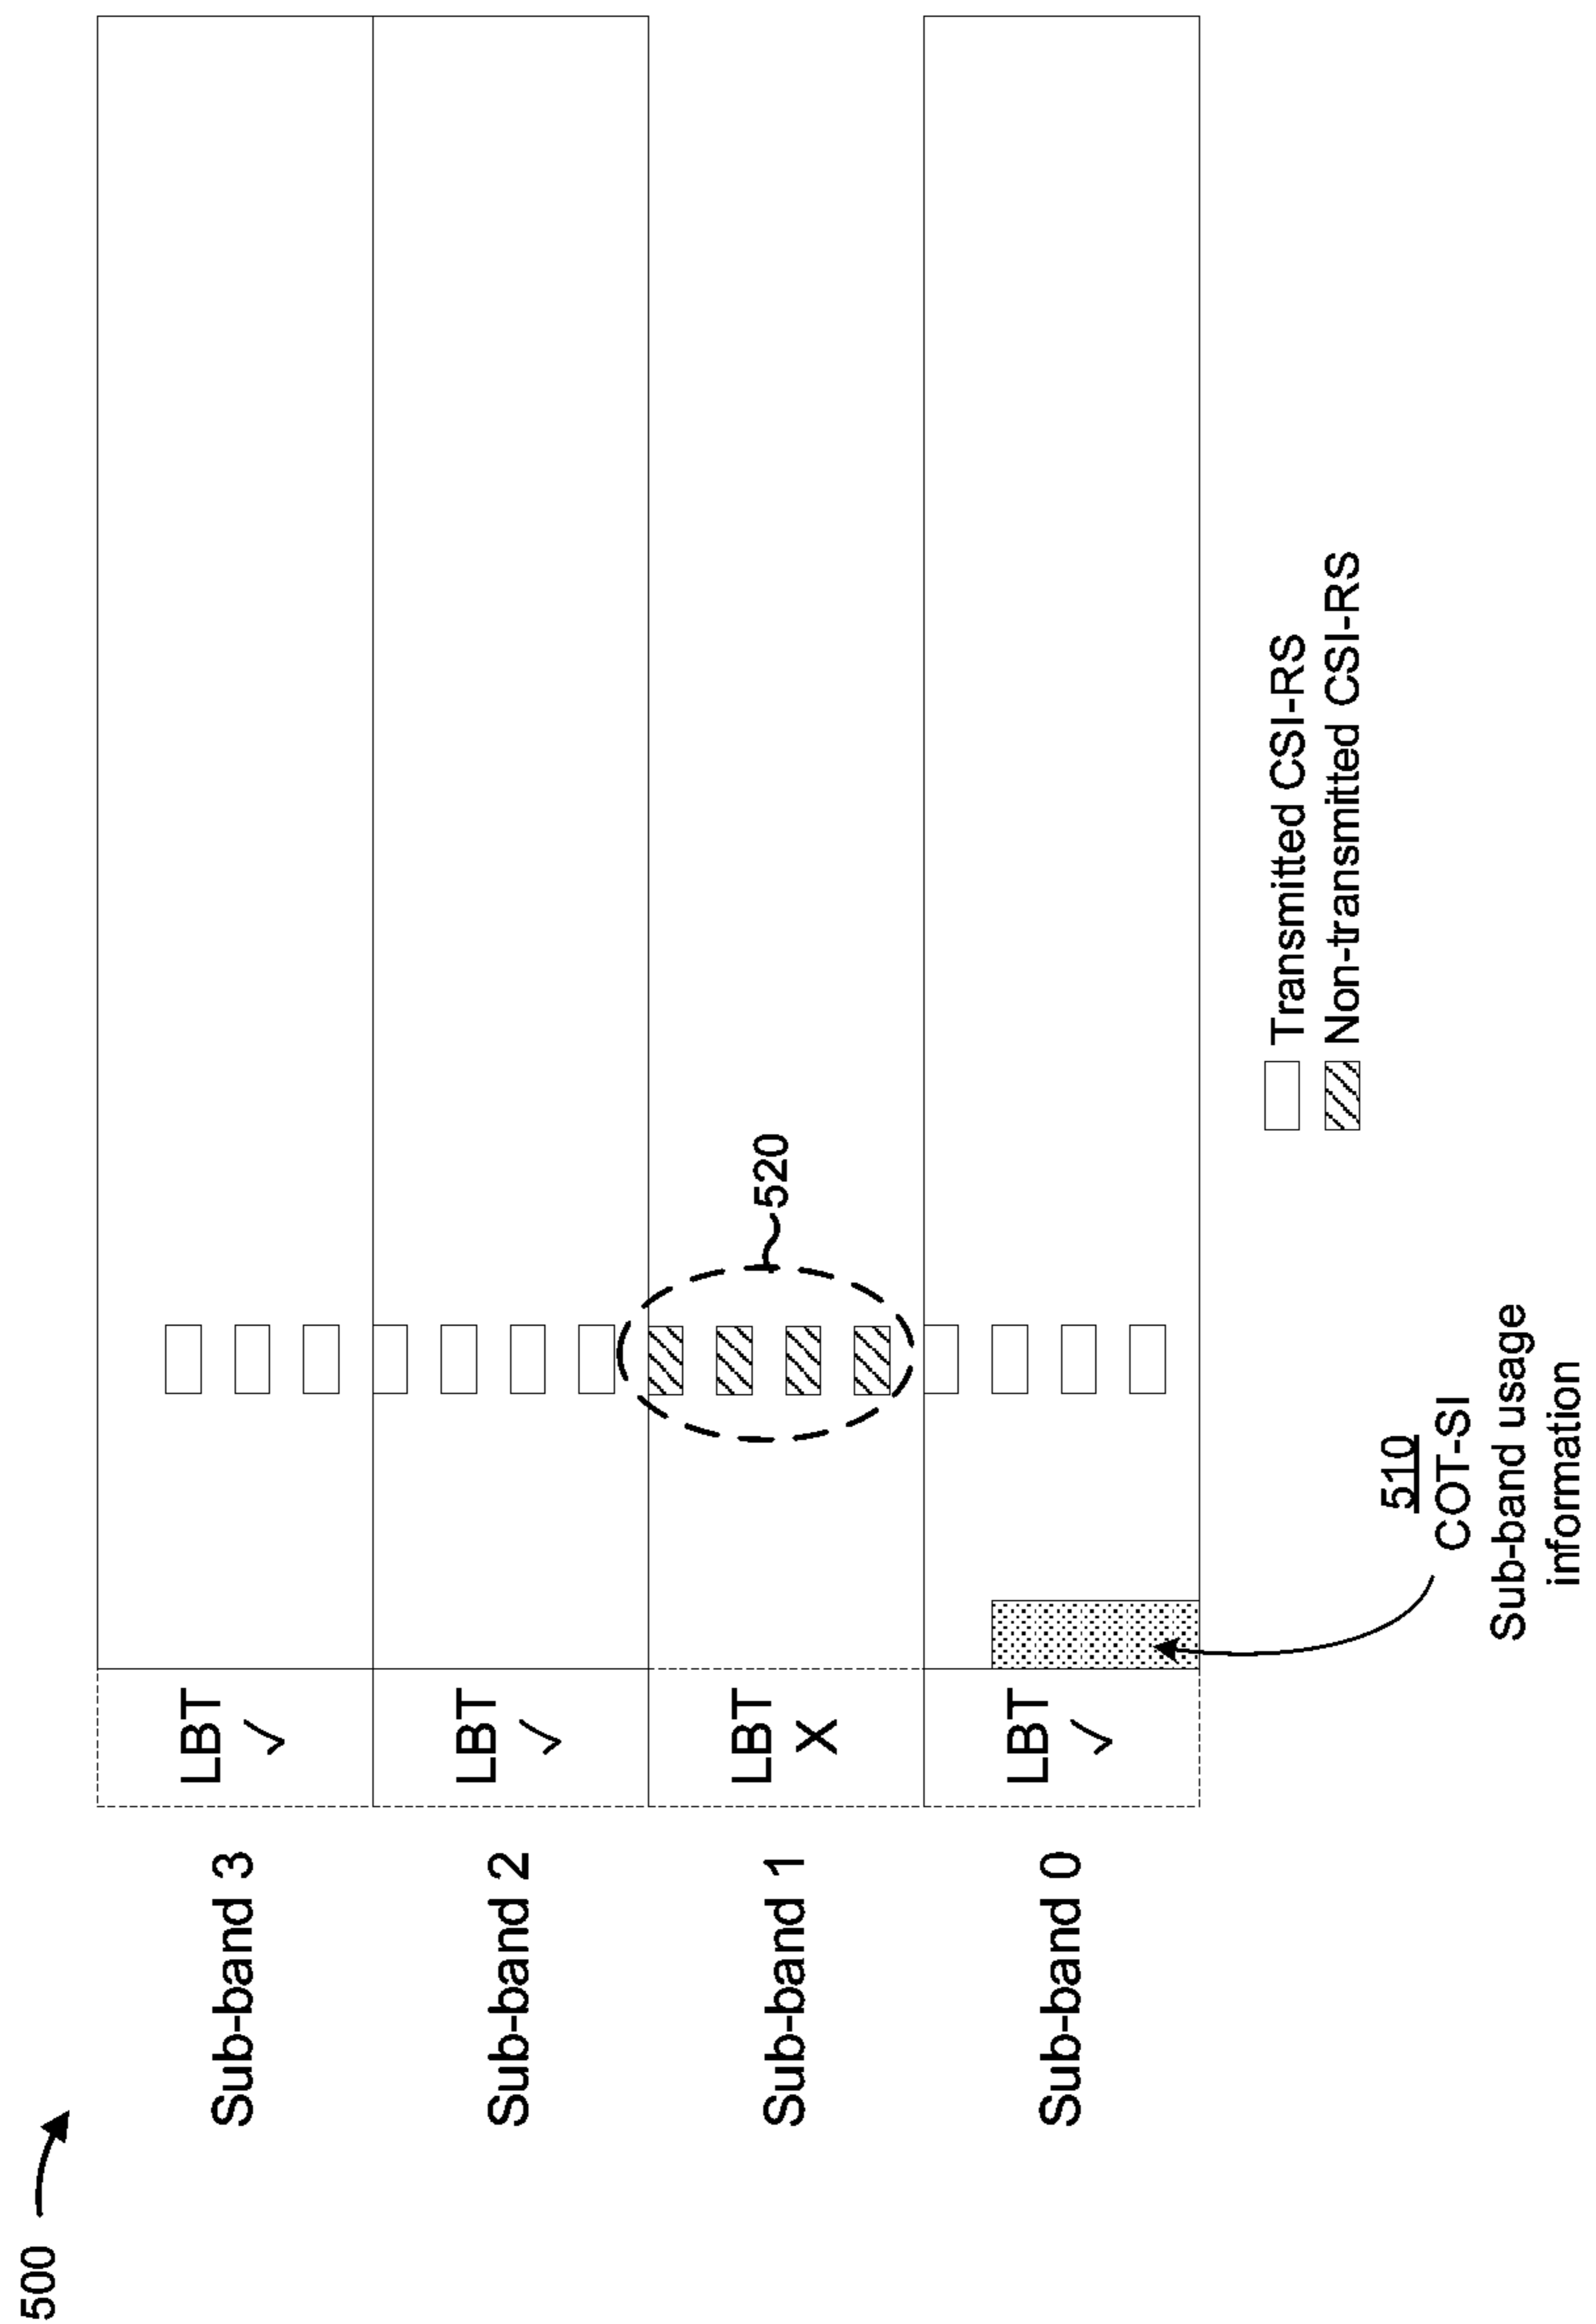 500
Sub-band 3
LBT
√
Sub-band 2
LBT
√
Sub-band 1
LBT
X
520
Sub-band 0
LBT
√
Transmitted CSI-RS
Non-transmitted CSI-RS
510
COT-SI
Sub-band usage
information